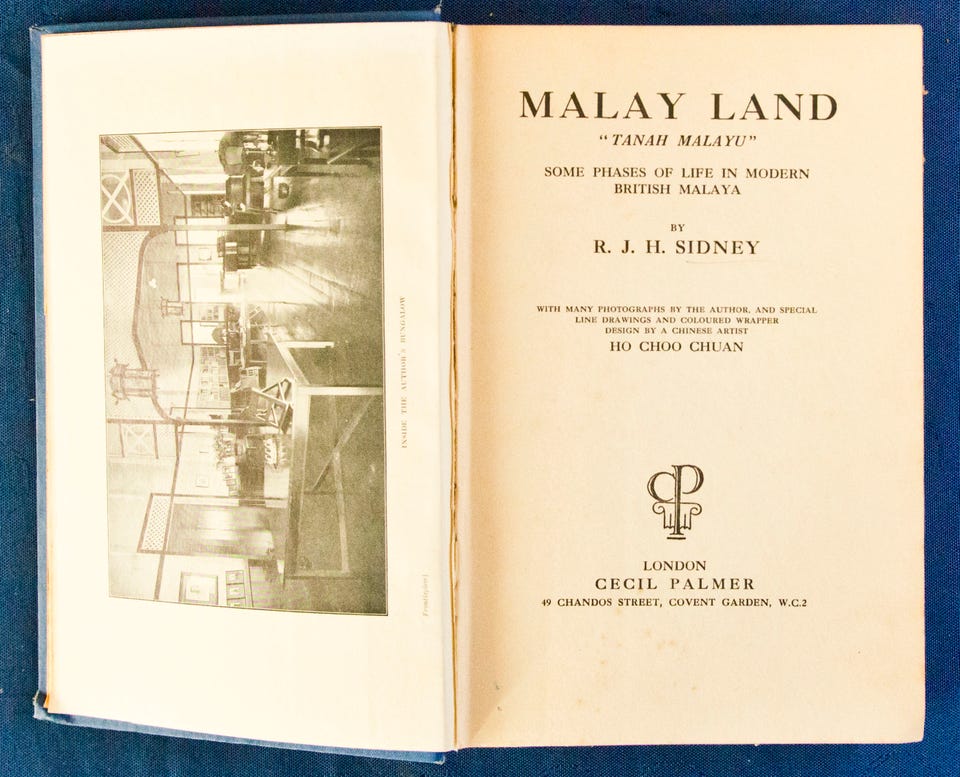 INSIDE THE AUTHOR'S BUNGALOW
[Frontispiece]
MALAY LAND
"TANAH MALAYU"
SOME PHASES OF LIFE IN MODERN
BRITISH MALAYA
BY
R. J. H. SIDNEY
WITH MANY PHOTOGRAPHS BY THE AUTHOR, AND SPECIAL
LINE DRAWINGS AND COLOURED WRAPPER
DESIGN BY A CHINESE ARTIST
HO CHOO CHUAN
CP
LONDON
CECIL PALMER
49 CHANDOS STREET, COVENT GARDEN, W.C.2